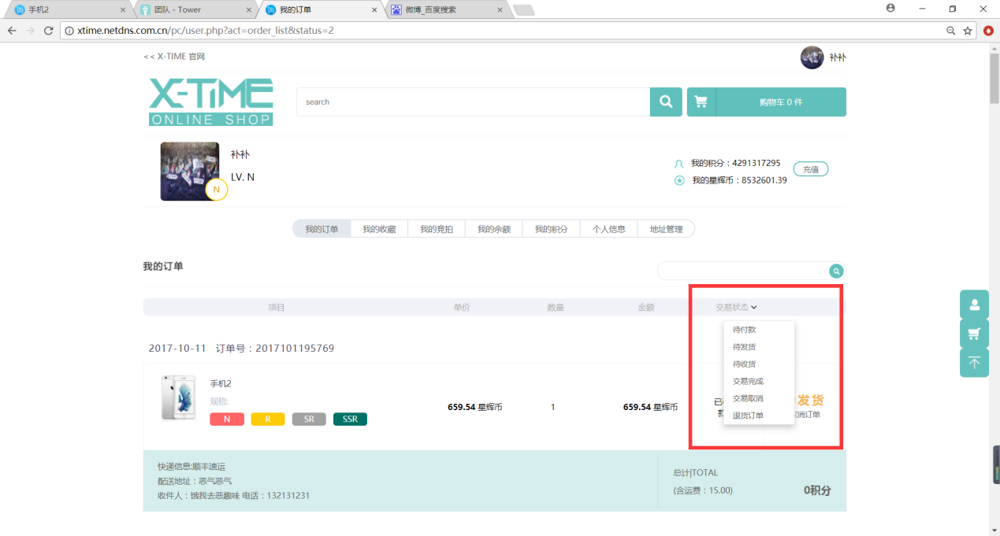 手机2
团队 - Tower
我的订单
微博_百度搜索
xtime.netdns.com.cn/pc/user.php?act=order_list&status=2
<< X-TIME 官网
补补
X-TiME
ONLINE SHOP
search
购物车 0 件
补补
LV. N
N
我的积分：4291317295
我的星辉币：8532601.39
充值
我的订单
我的收藏
我的竞拍
我的余额
我的积分
个人信息
地址管理
我的订单
项目
单价
数量
金额
交易状态
待付款
待发货
待收货
交易完成
交易取消
退货订单
2017-10-11 订单号：2017101195769
手机2
规格:
N
R
SR
SSR
659.54 星辉币
1
659.54 星辉币
款
发货
消订单
快递信息:顺丰速运
配送地址：恶气恶气
收件人：饿我去恶趣味 电话：132131231
总计|TOTAL
(含运费：15.00)
0积分